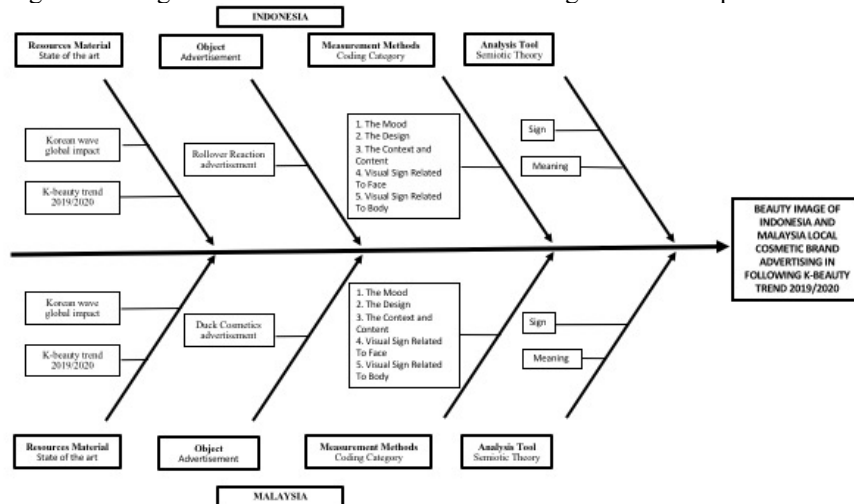 INDONESIA
Resources Material
State of the art
Object
Advertisement
Measurement Methods
Coding Category
Analysis Tool
Semiotic Theory
Korean wave
global impact
K-beauty trend
2019/2020
Rollover Reaction
advertisement
1. The Mood
2. The Design
3. The Context and
Content
4. Visual Sign Related
To Face
5. Visual Sign Related
To Body
Sign
Meaning
BEAUTY IMAGE OF
INDONESIA AND
MALAYSIA LOCAL
COSMETIC BRAND
ADVERTISING IN
FOLLOWING K-BEAUTY
TREND 2019/2020
Korean wave
global impact
K-beauty trend
2019/2020
Duck Cosmetics
advertisement
1. The Mood
2. The Design
3. The Context and
Content
4. Visual Sign Related
To Face
5. Visual Sign Related
To Body
Sign
Meaning
Resources Material
State of the art
Object
Advertisement
Measurement Methods
Coding Category
Analysis Tool
Semiotic Theory
MALAYSIA